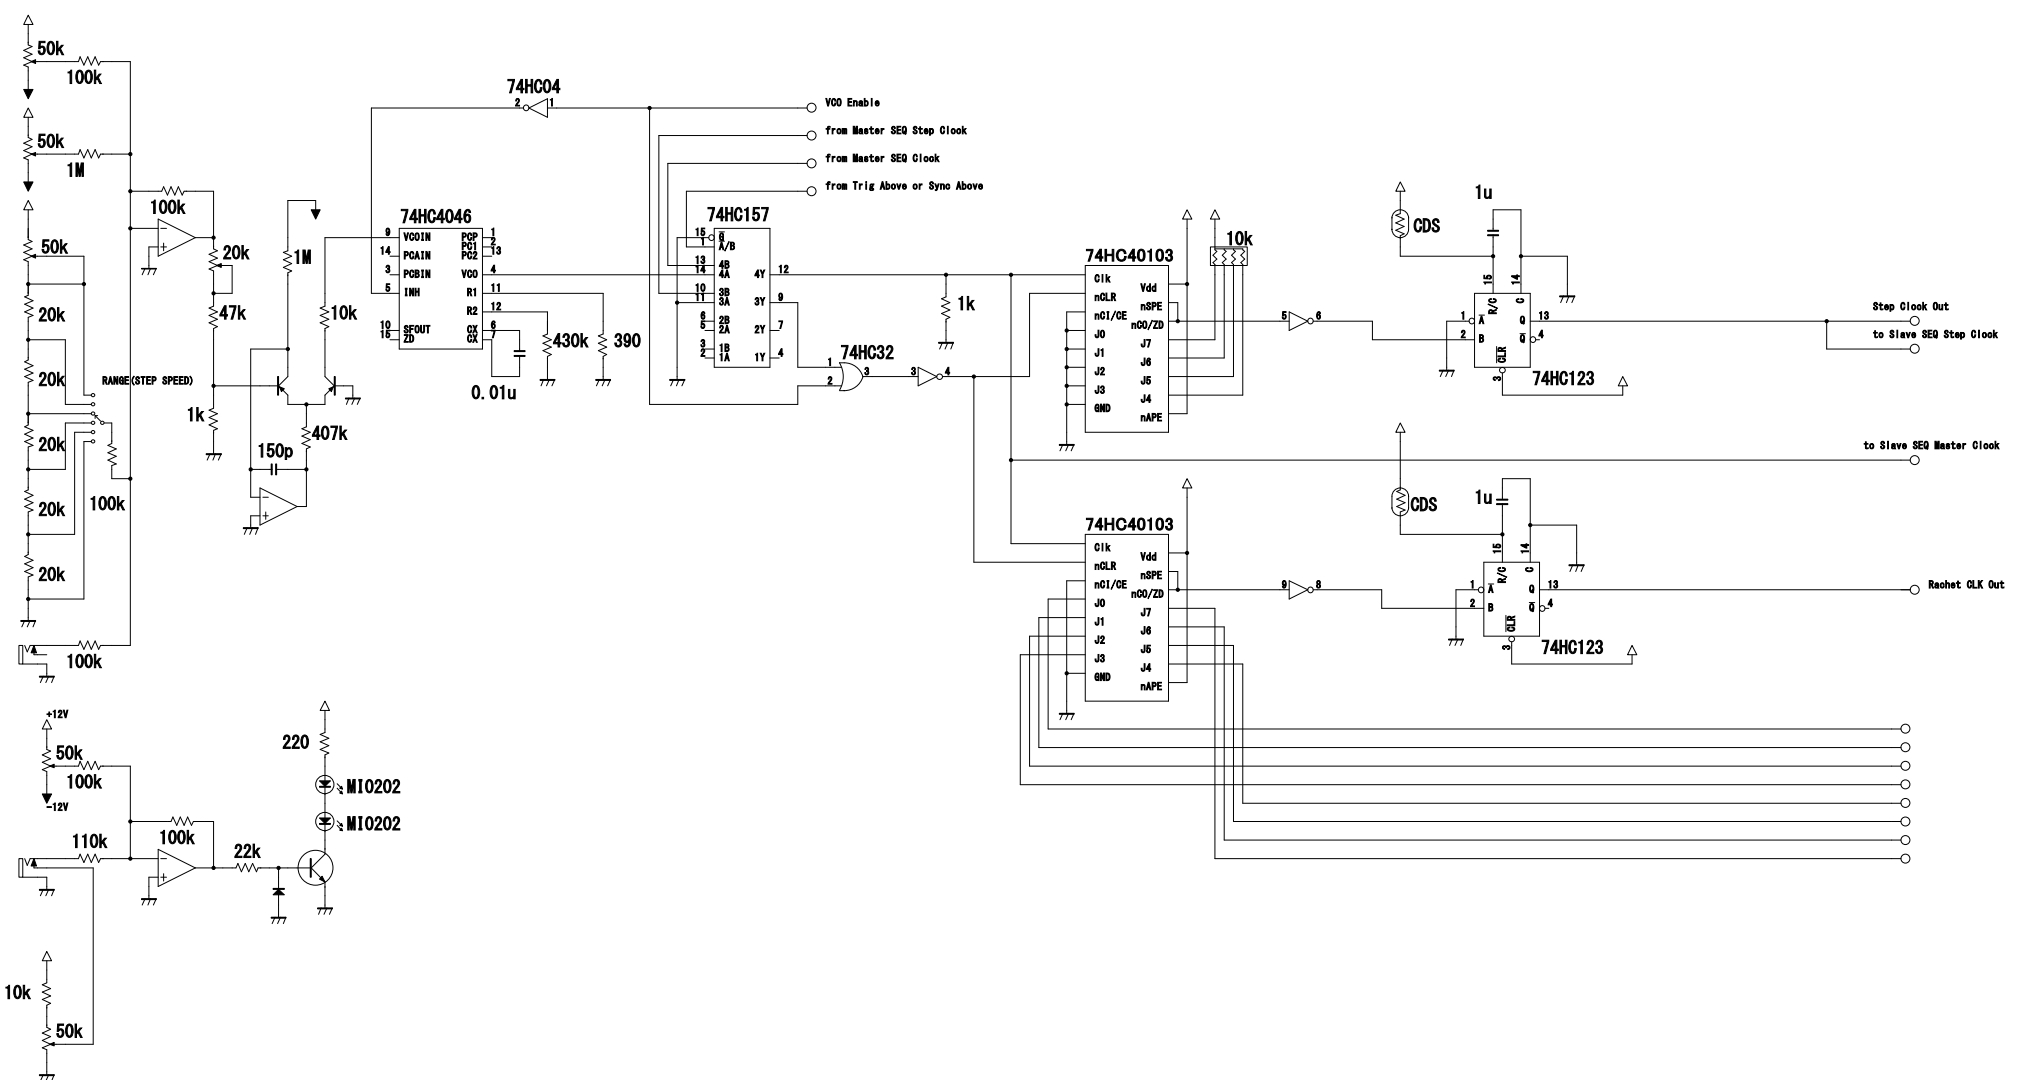 50k
100k
50k
1M
100k
50k
20k
20k
RANGE(STEP SPEED)
20k
20k
20k
100k
100k
20k
47k
1k
1M
10k
407k
150p
74HC04
2 1
VCO Enable
from Master SEQ Step Clock
from Master SEQ Clock
from Trig Above or Sync Above
74HC4046
9 VCOIN PCP 1
PC1 2
14 PCAIN PC2 13
3 PCBIN VCO 4
5 INH R1 11
R2 12
10 SFOUT CX 6
15 ZD CX 7
0.01u
430k
390
74HC157
15 G
1 A/B
13 4B
14 4A 4Y 12
10 3B
11 3A 3Y 9
6 2B
5 2A 2Y 7
3 1B
2 1A 1Y 4
74HC32
1
2 3
3 4
1k
74HC40103
Clk
Vdd
nCLR
nSPE
nCI/CE
nCO/ZD
J0
J7
J1
J6
J2
J5
J3
J4
GND
nAPE
10k
5 6
CDS
1u
15 14
R/C C
1 A Q 13
2 B Q 4
CLR
3
74HC123
Step Clock Out
to Slave SEQ Step Clock
to Slave SEQ Master Clock
74HC40103
Clk
Vdd
nCLR
nSPE
nCI/CE
nCO/ZD
J0
J7
J1
J6
J2
J5
J3
J4
GND
nAPE
9 8
CDS
1u
15 14
R/C C
1 A Q 13
2 B Q 4
CLR
3
74HC123
Rachet CLK Out
+12V
50k
100k
-12V
110k
100k
22k
220
MI0202
MI0202
10k
50k